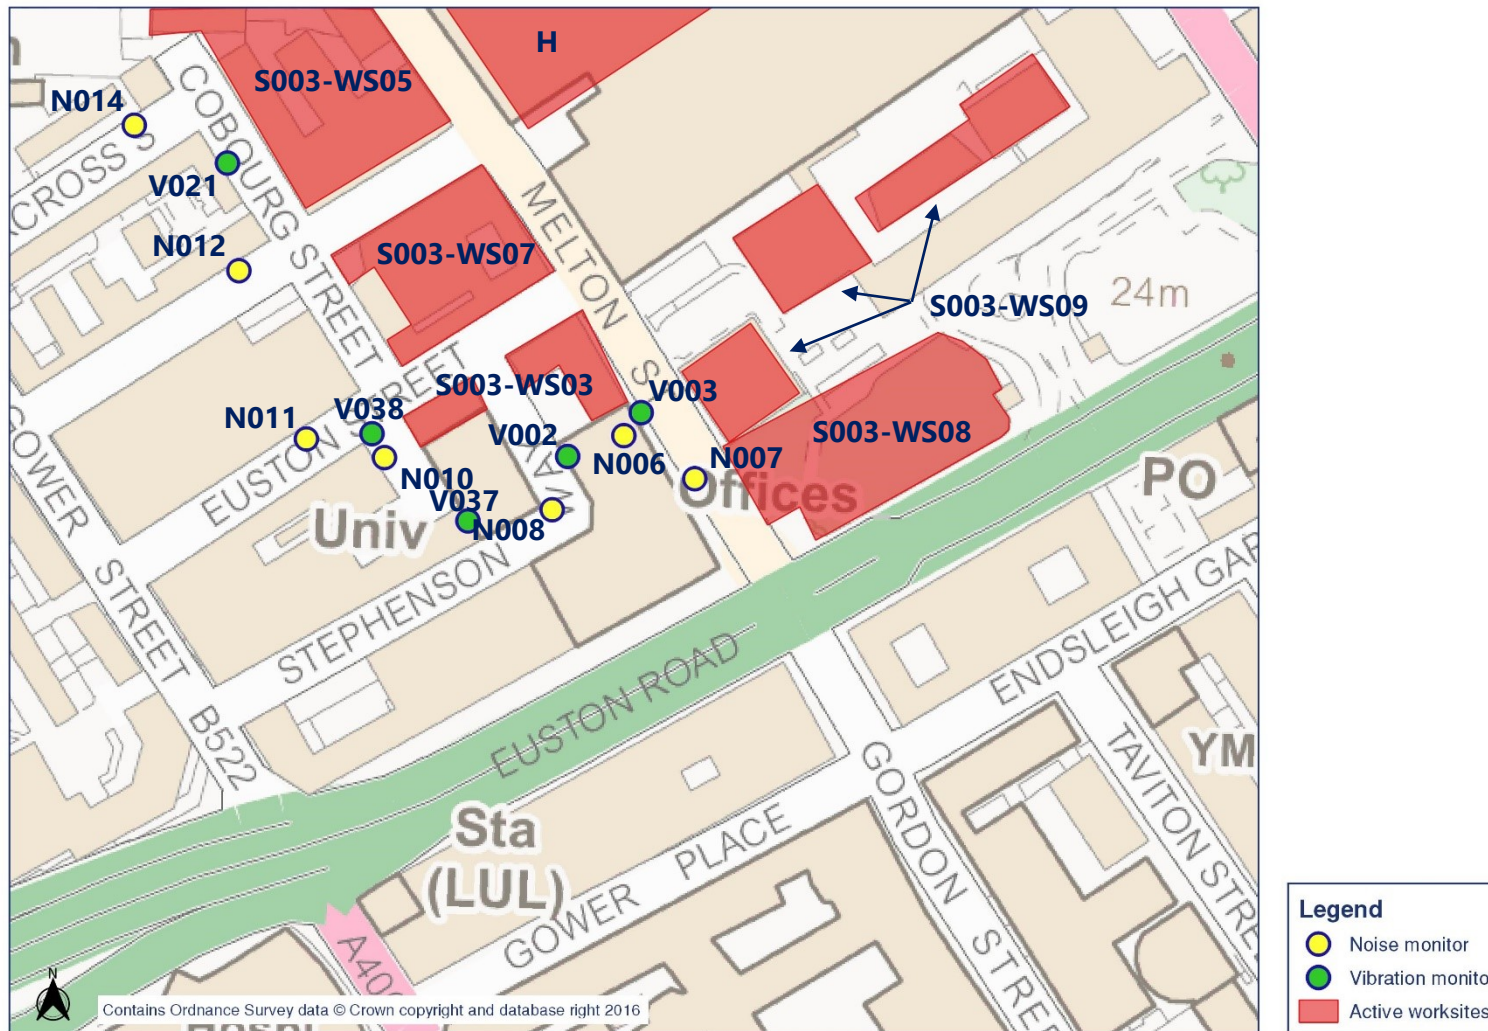 H
S003-WS05
N014
COBOURG STREET
V021
N012
S003-WS07
MELTON
S003-WS09
24m
S003-WS03
V003
V038
N011
V002
N006
S003-WS08
N007
EUSTON STREET
N010
V037
N008
Offices
PO
Univ
WAY
STEPHENSON
GOWER STREET
B522
EUSTON ROAD
ENDSLEIGH GAR
TAVITON STRE
YM
GORDON STREE
Sta
(LUL)
GOWER PLACE
A400
N
Contains Ordnance Survey data © Crown copyright and database right 2016
Legend
Noise monitor
Vibration monito
Active worksites